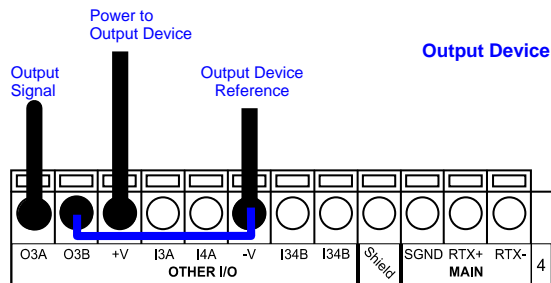 Power to
Output Device
Output Device
Output
Signal
Output Device
Reference
O3A O3B +V I3A I4A -V I34B I34B Shield SGND RTX+ RTX- 4
OTHER I/O MAIN